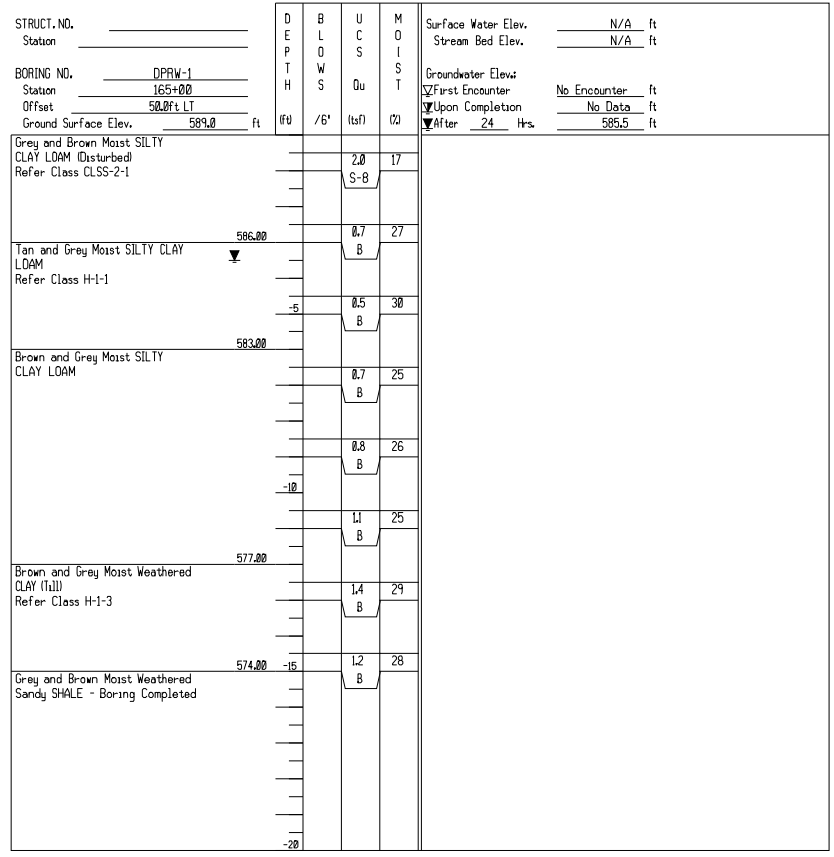 STRUCT. NO.
Station
BORING NO. DPRW-1
Station 165+00
Offset 50.0ft LT
Ground Surface Elev. 589.0 ft
DEPTH (ft)
BLOWS /6"
UCS Qu (tsf)
MOIST (%)
Surface Water Elev. N/A ft
Stream Bed Elev. N/A ft
Groundwater Elev.:
First Encounter No Encounter ft
Upon Completion No Data ft
After 24 Hrs. 585.5 ft
Grey and Brown Moist SILTY
CLAY LOAM (Disturbed)
2.0 17
Refer Class CLSS-2-1
S-8
0.7 27
586.00
Tan and Grey Moist SILTY CLAY
B
LOAM
Refer Class H-1-1
-5 0.5 30
B
583.00
Brown and Grey Moist SILTY
CLAY LOAM
0.7 25
B
0.8 26
B
-10
1.1 25
B
577.00
Brown and Grey Moist Weathered
CLAY (Till)
1.4 29
Refer Class H-1-3
B
574.00 -15 1.2 28
Grey and Brown Moist Weathered
B
Sandy SHALE - Boring Completed
-20